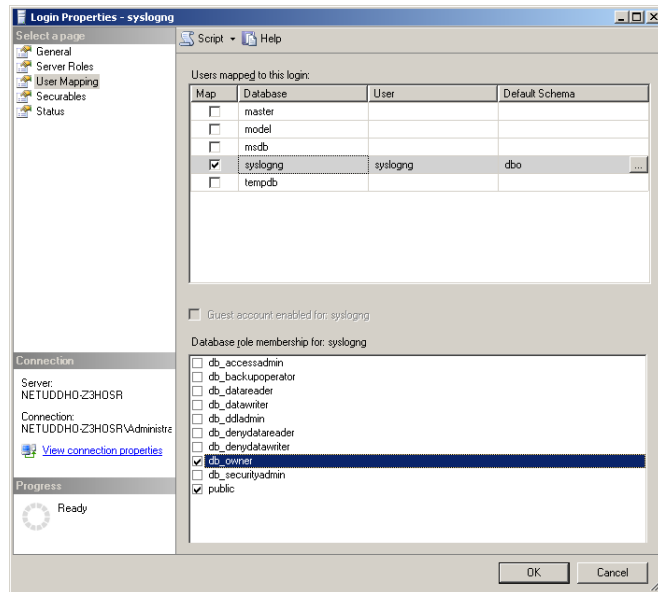 Login Properties - syslogng
Select a page
General
Server Roles
User Mapping
Securables
Status
Script Help
Users mapped to this login:
Map Database User Default Schema
master
model
msdb
syslogng syslogng dbo ...
tempdb
Guest account enabled for: syslogng
Database role membership for: syslogng
db_accessadmin
db_backupoperator
db_datareader
db_datawriter
db_ddladmin
db_denydatareader
db_denydatawriter
db_owner
db_securityadmin
public
Connection
Server:
NETUDDHO-Z3HOSR
Connection:
NETUDDHO-Z3HOSR\Administra
View connection properties
Progress
Ready
OK Cancel